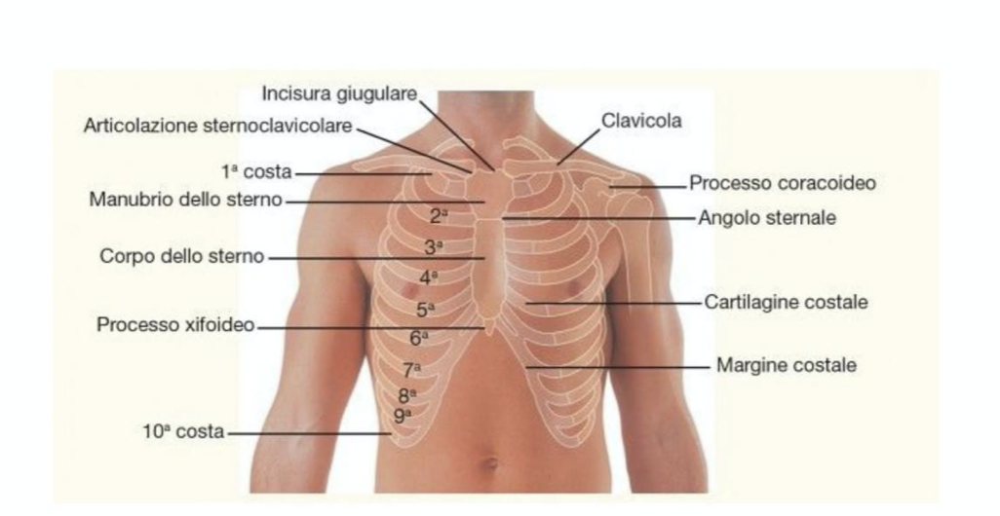 Incisura giugulare
Articolazione sternoclavicolare
Clavicola
1ª costa
Processo coracoideo
Manubrio dello sterno
2ª
Angolo sternale
3ª
Corpo dello sterno
4ª
Cartilagine costale
5ª
Processo xifoideo
6ª
7ª
Margine costale
8ª
9ª
10ª costa